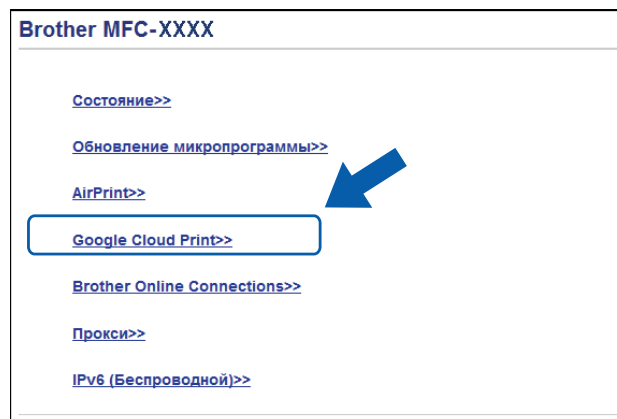 Brother MFC-XXXX
Состояние>>
Обновление микропрограммы>>
AirPrint>>
Google Cloud Print>>
Brother Online Connections>>
Прокси>>
IPv6 (Беспроводной)>>